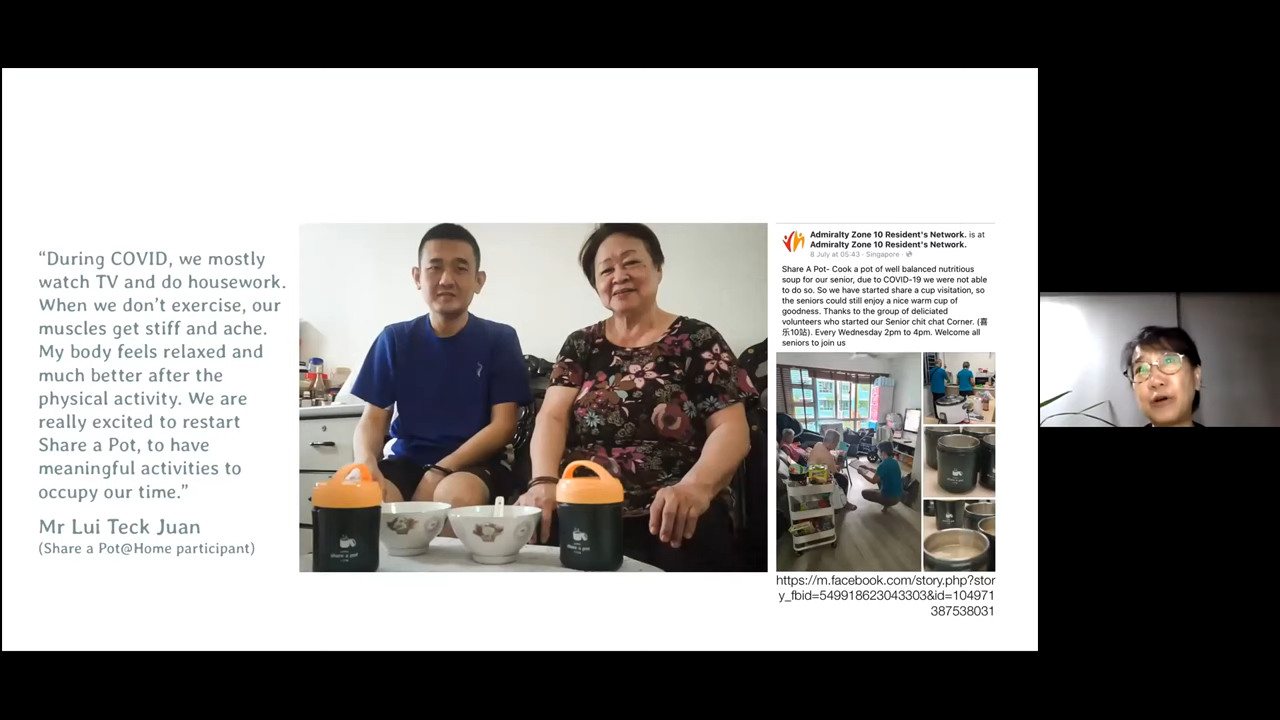 “During COVID, we mostly
watch TV and do housework.
When we don’t exercise, our
muscles get stiff and ache.
My body feels relaxed and
much better after the
physical activity. We are
really excited to restart
Share a Pot, to have
meaningful activities to
occupy our time.”
Mr Lui Teck Juan
(Share a Pot@Home participant)
share a pot
share a pot
Admiralty Zone 10 Resident's Network. is at
Admiralty Zone 10 Resident's Network.
8 July at 05:43 · Singapore ·
Share A Pot- Cook a pot of well balanced nutritious
soup for our senior, due to COVID-19 we were not able
to do so. So we have started share a cup visitation, so
the seniors could still enjoy a nice warm cup of
goodness. Thanks to the group of deliciated
volunteers who started our Senior chit chat Corner. (喜
乐10站). Every Wednesday 2pm to 4pm. Welcome all
seniors to join us
https://m.facebook.com/story.php?stor
y_fbid=549918623043303&id=104971
387538031